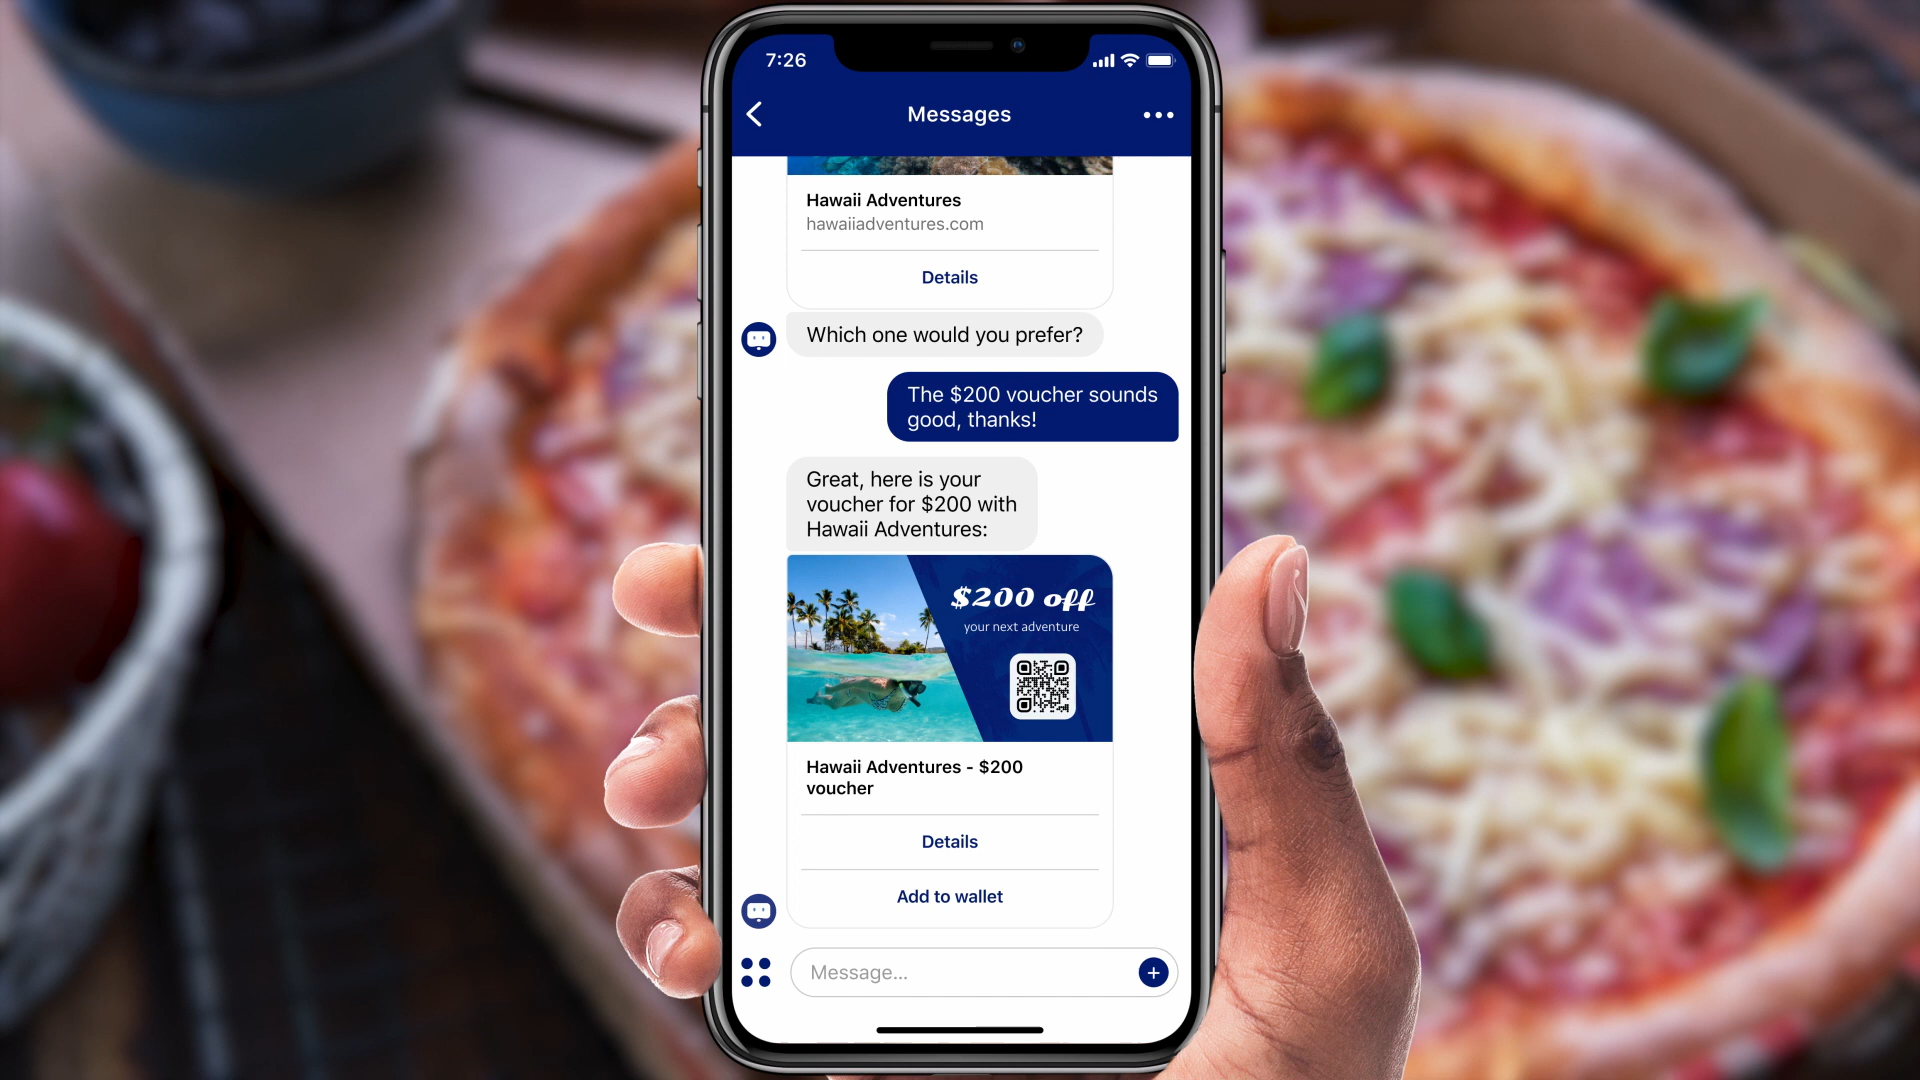 7:26
Messages
Hawaii Adventures
hawaiiadventures.com
Details
Which one would you prefer?
The $200 voucher sounds
good, thanks!
Great, here is your
voucher for $200 with
Hawaii Adventures:
$200 off
your next adventure
Hawaii Adventures - $200
voucher
Details
Add to wallet
Message...